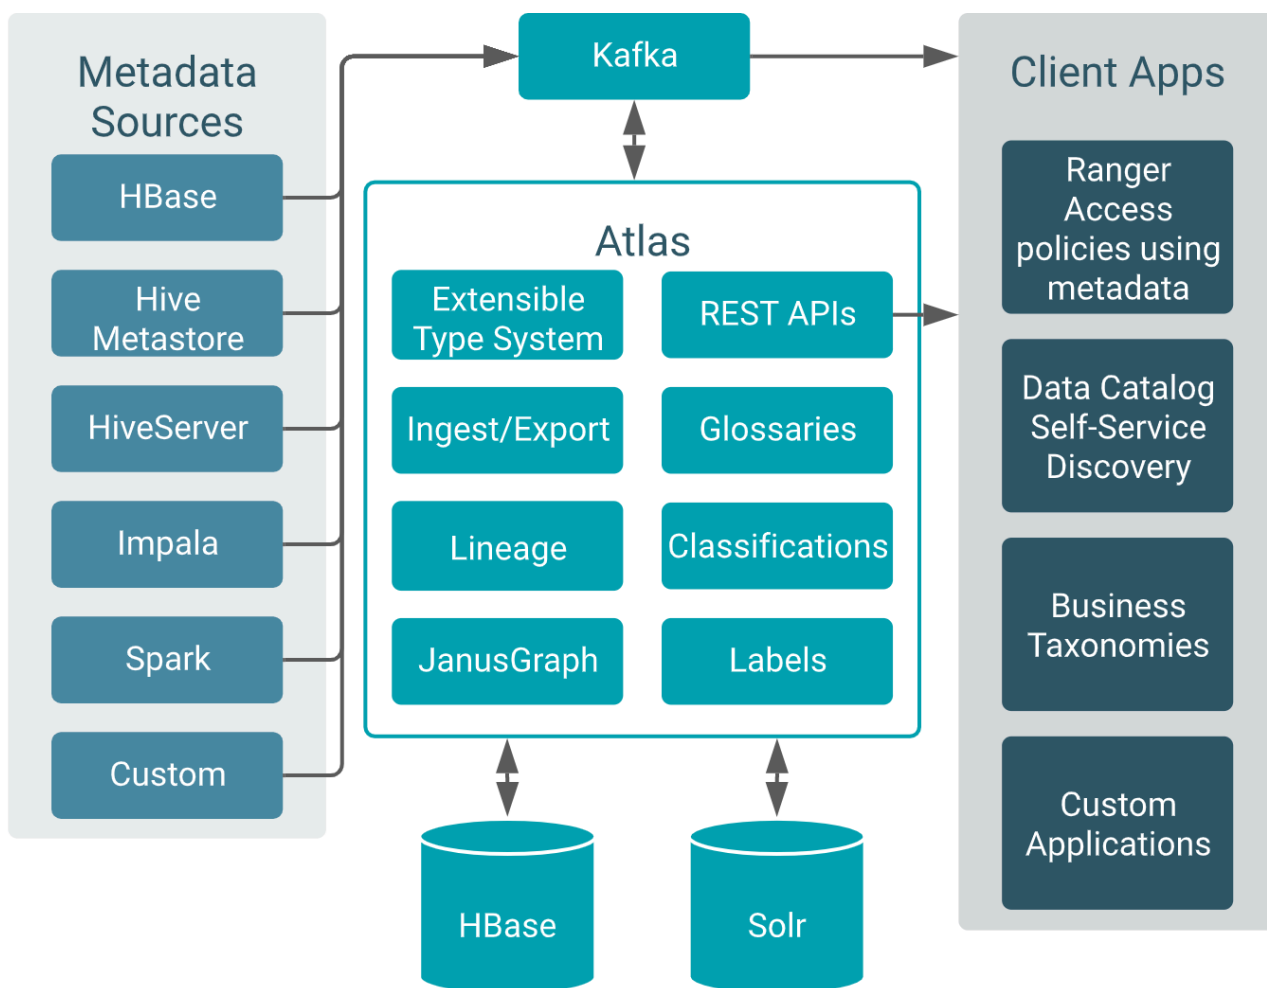 Metadata
Sources
HBase
Hive
Metastore
HiveServer
Impala
Spark
Custom
Kafka
Atlas
Extensible
Type System
REST APIs
Ingest/Export
Glossaries
Lineage
Classifications
JanusGraph
Labels
HBase
Solr
Client Apps
Ranger
Access
policies using
metadata
Data Catalog
Self-Service
Discovery
Business
Taxonomies
Custom
Applications